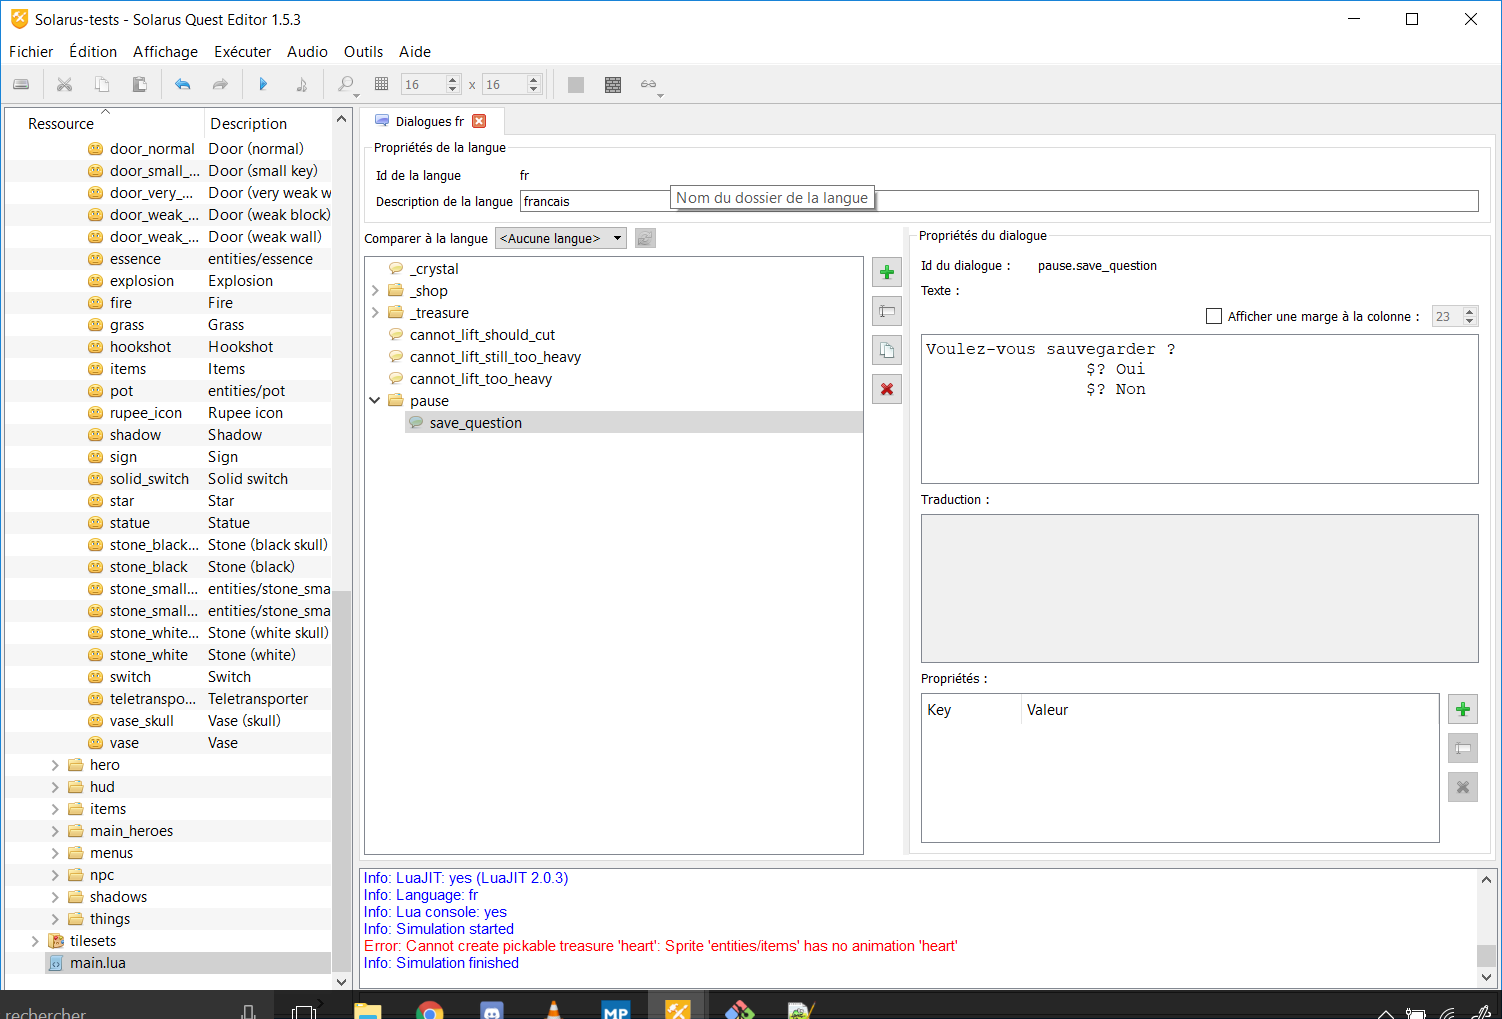 Solarus-tests - Solarus Quest Editor 1.5.3
Fichier Édition Affichage Exécuter Audio Outils Aide
16 x 16
Ressource Description
door_normal Door (normal)
door_small_... Door (small key)
door_very_... Door (very weak w
door_weak_... Door (weak block)
door_weak_... Door (weak wall)
essence entities/essence
explosion Explosion
fire Fire
grass Grass
hookshot Hookshot
items Items
pot entities/pot
rupee_icon Rupee icon
shadow Shadow
sign Sign
solid_switch Solid switch
star Star
statue Statue
stone_black... Stone (black skull)
stone_black Stone (black)
stone_small... entities/stone_sma
stone_small... entities/stone_sma
stone_white... Stone (white skull)
stone_white Stone (white)
switch Switch
teletranspo... Teletransporter
vase_skull Vase (skull)
vase Vase
hero
hud
items
main_heroes
menus
npc
shadows
things
tilesets
main.lua
Dialogues fr
Propriétés de la langue
Id de la langue fr
Description de la langue francais
Nom du dossier de la langue
Comparer à la langue <Aucune langue>
_crystal
_shop
_treasure
cannot_lift_should_cut
cannot_lift_still_too_heavy
cannot_lift_too_heavy
pause
save_question
Propriétés du dialogue
Id du dialogue : pause.save_question
Texte :
Afficher une marge à la colonne : 23
Voulez-vous sauvegarder ?
$? Oui
$? Non
Traduction :
Propriétés :
Key Valeur
Info: LuaJIT: yes (LuaJIT 2.0.3)
Info: Language: fr
Info: Lua console: yes
Info: Simulation started
Error: Cannot create pickable treasure 'heart': Sprite 'entities/items' has no animation 'heart'
Info: Simulation finished
rechercher
MP